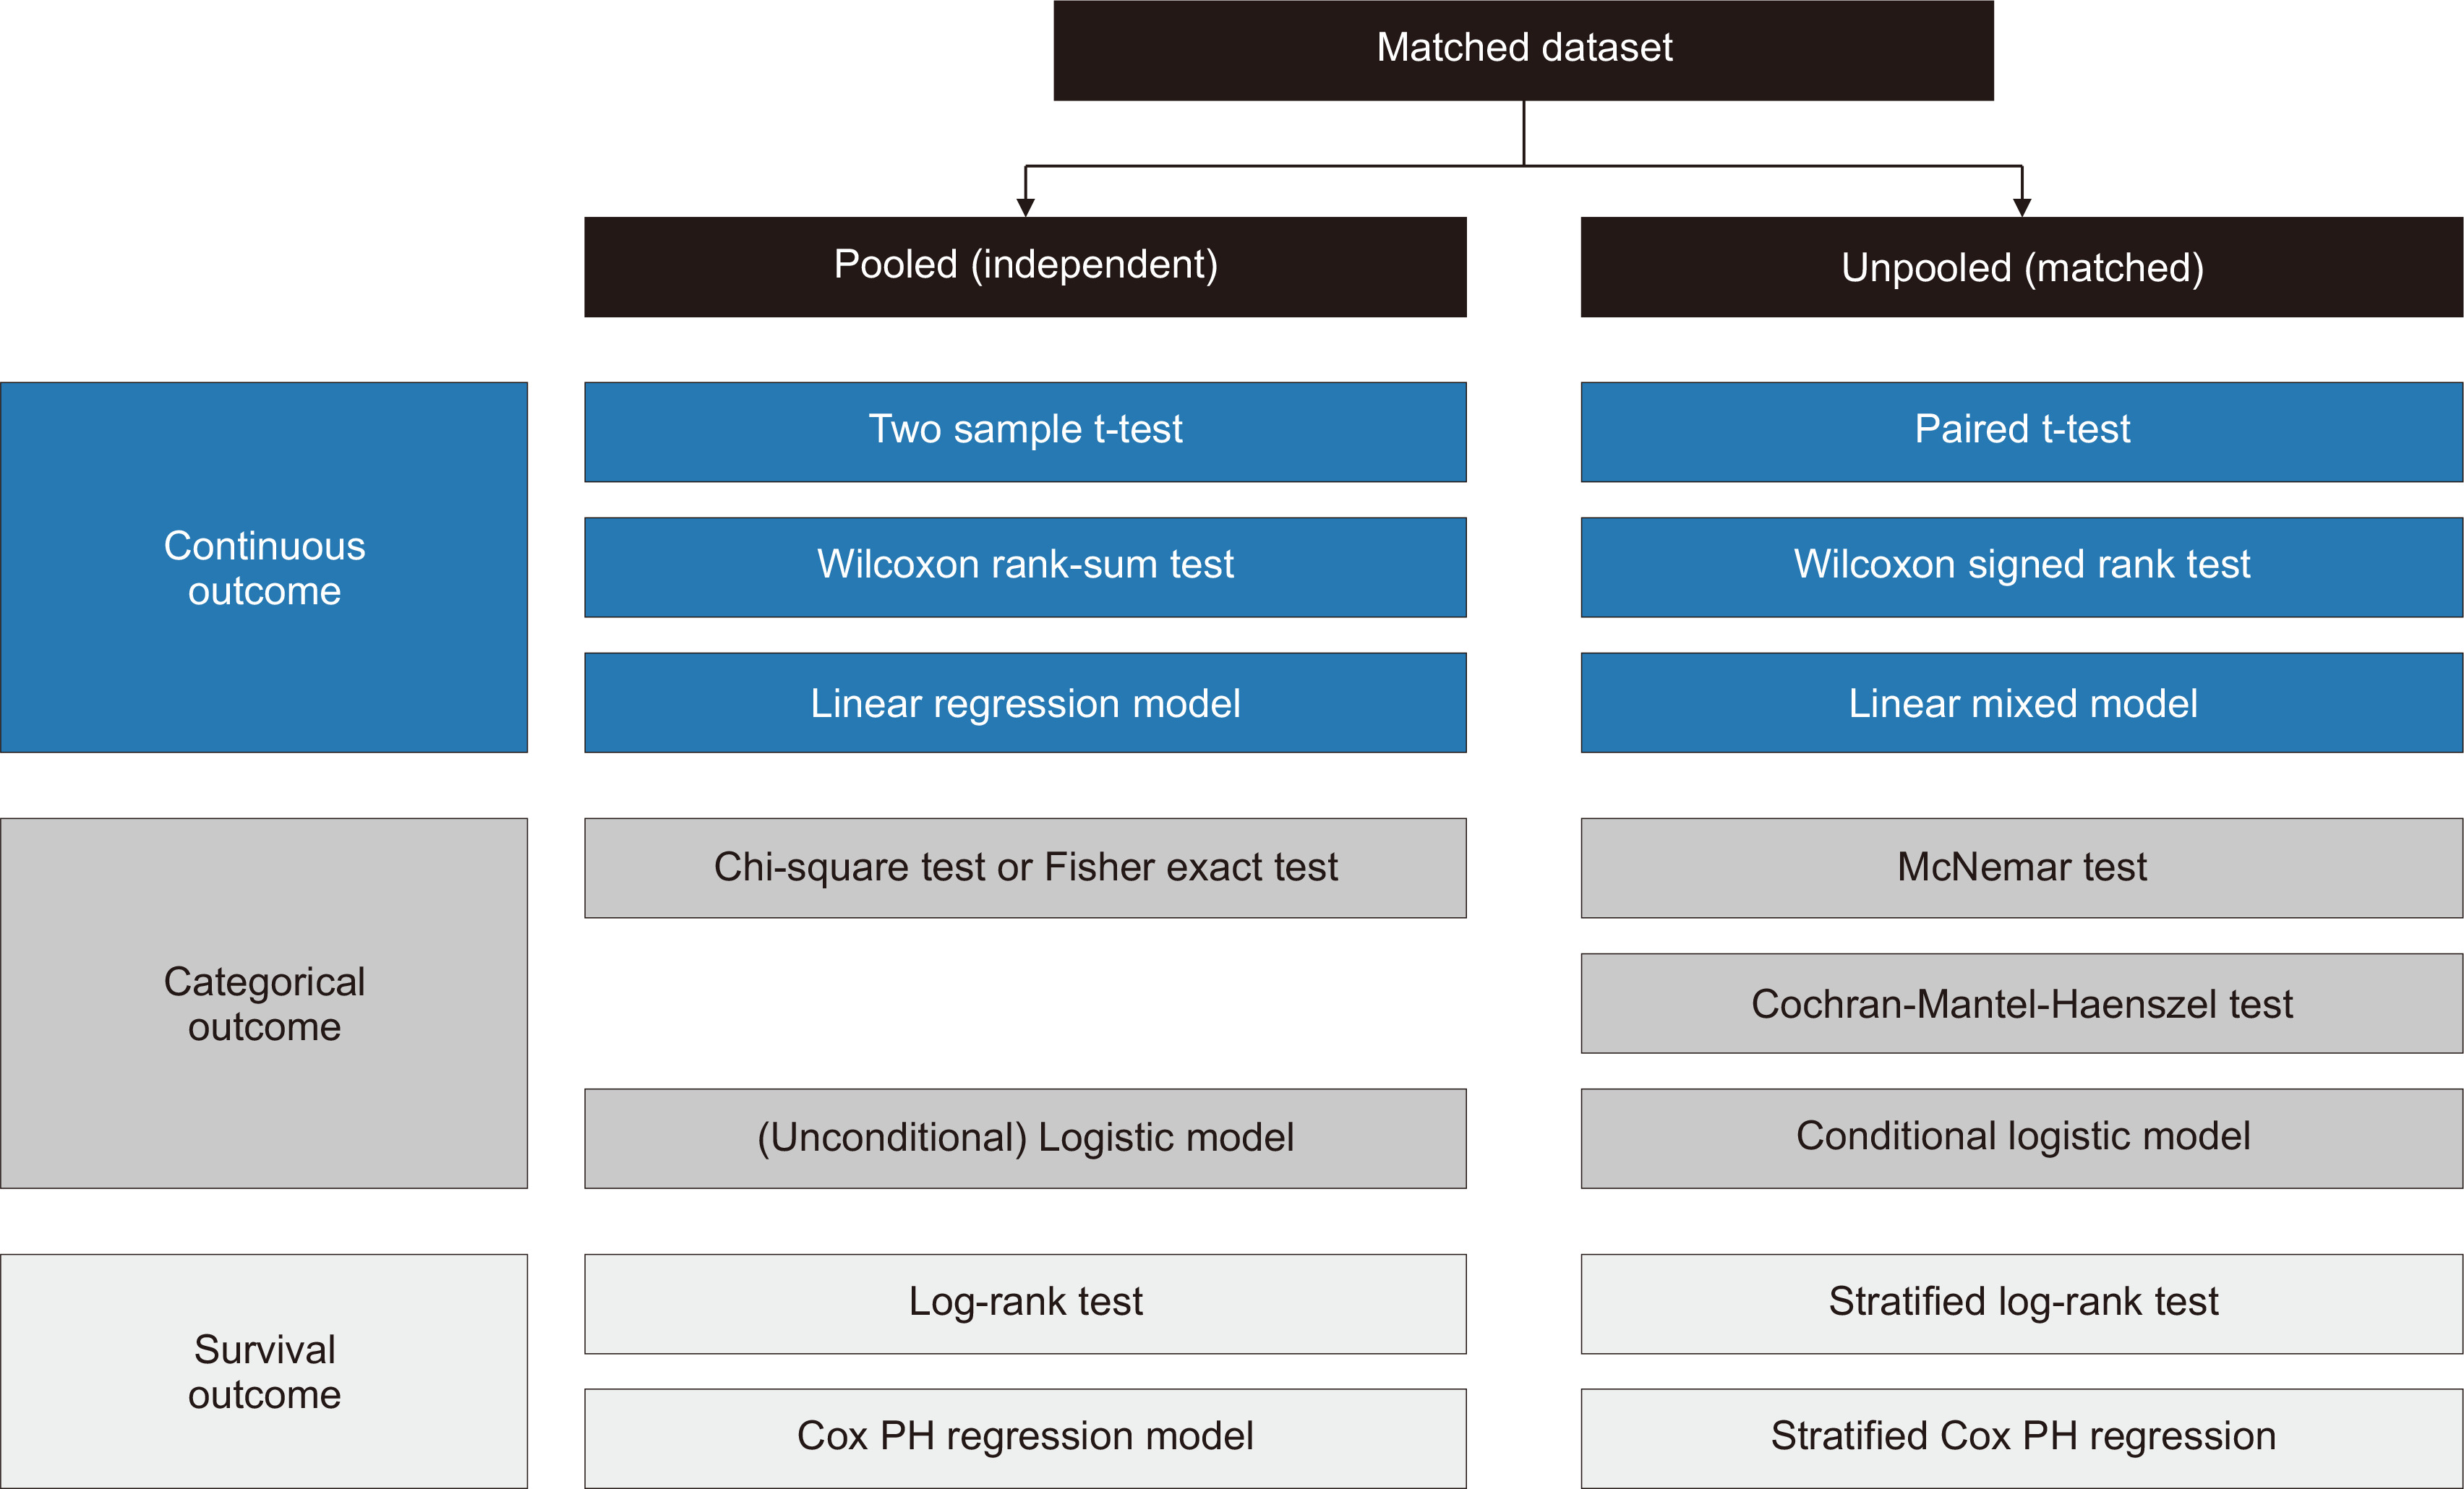 Matched dataset
Pooled (independent)
Unpooled (matched)
Continuous
outcome
Two sample t-test
Paired t-test
Wilcoxon rank-sum test
Wilcoxon signed rank test
Linear regression model
Linear mixed model
Categorical
outcome
Chi-square test or Fisher exact test
McNemar test
Cochran-Mantel-Haenszel test
(Unconditional) Logistic model
Conditional logistic model
Survival
outcome
Log-rank test
Stratified log-rank test
Cox PH regression model
Stratified Cox PH regression